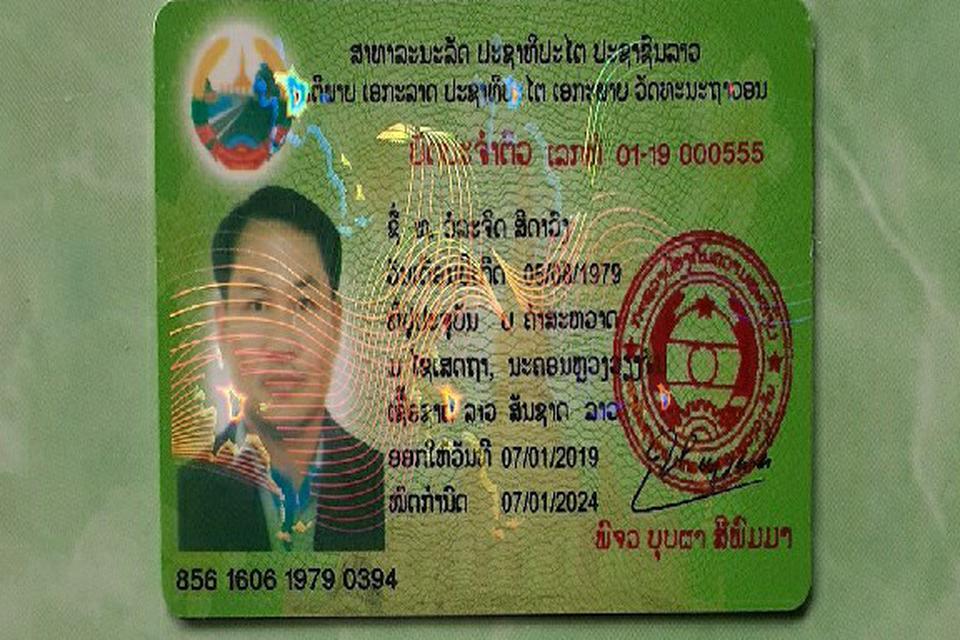 ສາທາລະນະລັດ ປະຊາທິປະໄຕ ປະຊາຊົນລາວ
ຕິພາບ ເອກະລາດ ປະຊາທິປະໄຕ ເອກະພາບ ວັດທະນະຖາວອນ
ບັດປະຈໍາຕົວ ເລກທີ 01-19 000555
ຊື່ ທ. ວໍລະຈິດ ສີດາວົງ
ວັນເດືອນປີເກີດ 05/08/1979
ທີ່ຢູ່ປະຈຸບັນ ບ ຄໍາສະຫວາດ
ມ ໄຊເສດຖາ, ນະຄອນຫຼວງວຽງ
ເຊື້ອຊາດ ລາວ ສັນຊາດ ລາວ
ອອກໃຫ້ວັນທີ 07/01/2019
ໝົດກໍານົດ 07/01/2024
ພິຈວ ບຸບຜາ ສີພິມມາ
856 1606 1979 0394